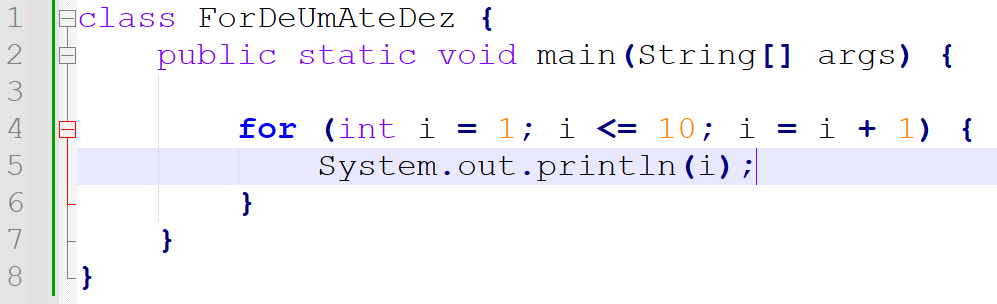 1 class ForDeUmAteDez {
2 public static void main(String[] args) {
3
4 for (int i = 1; i <= 10; i = i + 1) {
5 System.out.println(i);
6 }
7 }
8 }